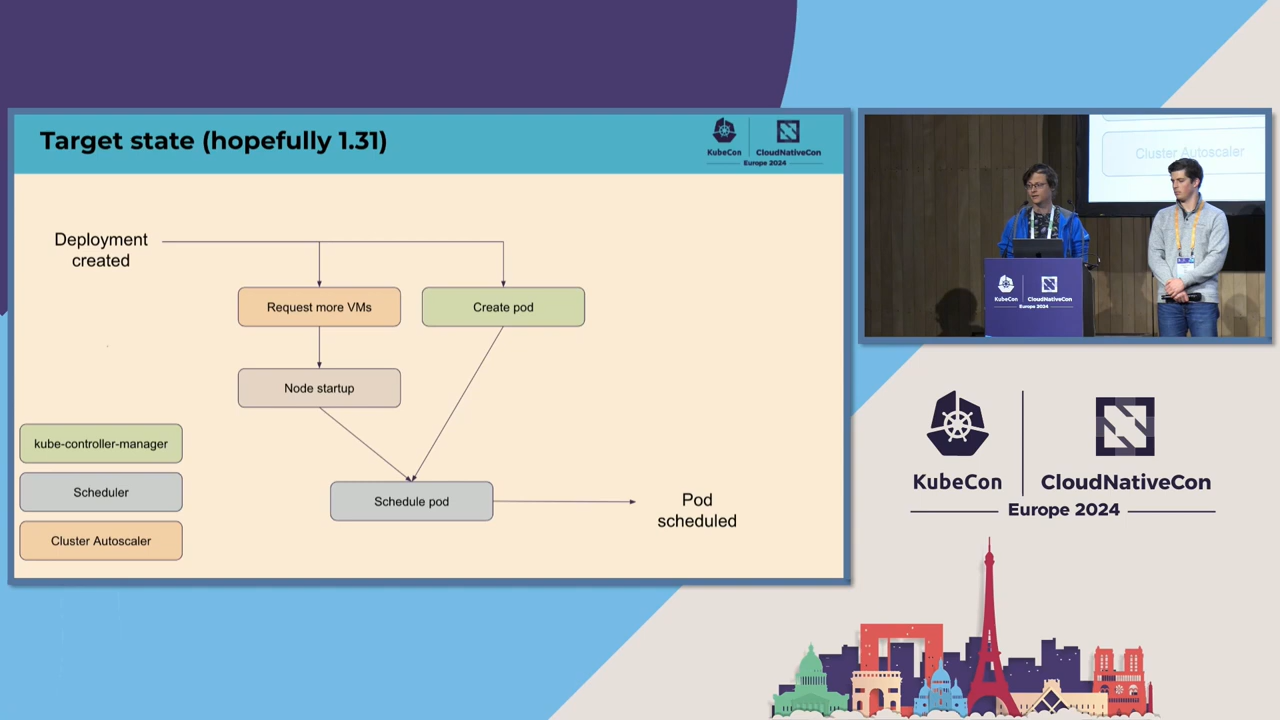 Target state (hopefully 1.31)
KubeCon
CloudNativeCon
Europe 2024
Deployment
created
Request more VMs
Create pod
Node startup
kube-controller-manager
Scheduler
Schedule pod
Pod
scheduled
Cluster Autoscaler
Cluster Autoscaler
KubeCon
CloudNativeCon
Europe 2024
KubeCon
CloudNativeCon
Europe 2024